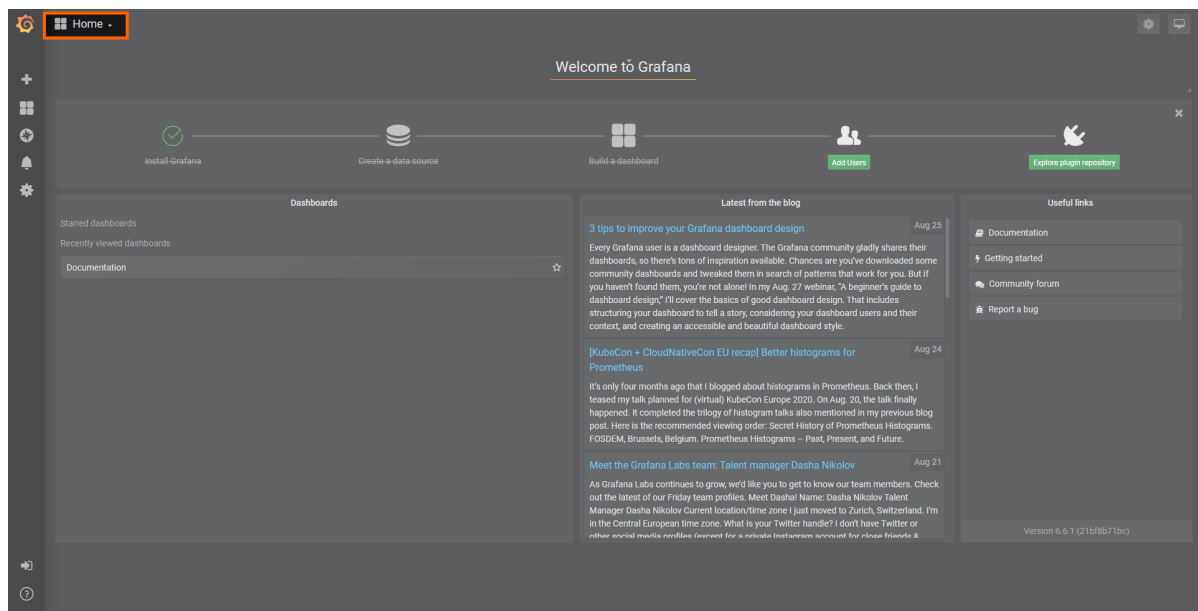 Home
Welcome to Grafana
Install Grafana
Create a data source
Build a dashboard
Add Users
Explore plugin repository
Dashboards
Starred dashboards
Recently viewed dashboards
Documentation
Latest from the blog
3 tips to improve your Grafana dashboard design
Aug 25
Every Grafana user is a dashboard designer. The Grafana community gladly shares their
dashboards, so there's tons of inspiration available. Chances are you've downloaded some
community dashboards and tweaked them in search of patterns that work for you. But if
you haven't found them, you're not alone! In my Aug. 27 webinar, "A beginner's guide to
dashboard design," I'll cover the basics of good dashboard design. That includes
structuring your dashboard to tell a story, considering your dashboard users and their
context, and creating an accessible and beautiful dashboard style.
[KubeCon + CloudNativeCon EU recap] Better histograms for
Prometheus
Aug 24
It's only four months ago that I blogged about histograms in Prometheus. Back then, I
teased my talk planned for (virtual) KubeCon Europe 2020. On Aug. 20, the talk finally
happened. It completed the trilogy of histogram talks also mentioned in my previous blog
post. Here is the recommended viewing order: Secret History of Prometheus Histograms.
FOSDEM, Brussels, Belgium. Prometheus Histograms – Past, Present, and Future.
Meet the Grafana Labs team: Talent manager Dasha Nikolov
Aug 21
As Grafana Labs continues to grow, we'd like you to get to know our team members. Check
out the latest of our Friday team profiles. Meet Dasha! Name: Dasha Nikolov Talent
Manager Dasha Nikolov Current location/time zone I just moved to Zurich, Switzerland. I'm
in the Central European time zone. What is your Twitter handle? I don't have Twitter or
other social media profiles (except for a private Instagram account for close friends &
Useful links
Documentation
Getting started
Community forum
Report a bug
Version 6.6.1 (21bf8b71bc)